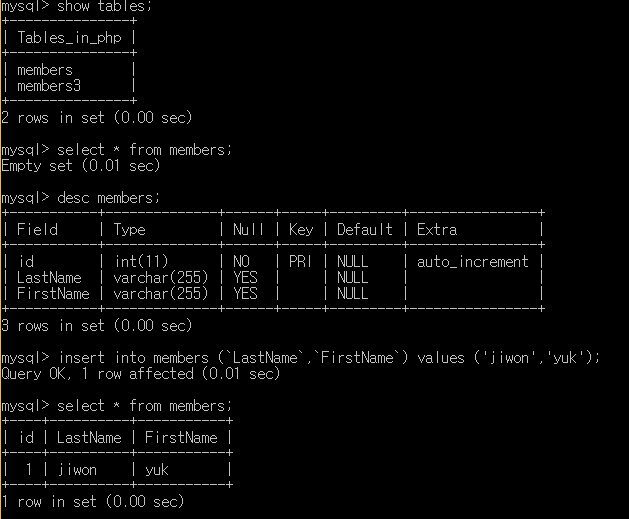 mysql> show tables;
+---------------+
| Tables_in_php |
+---------------+
| members       |
| members3      |
+---------------+
2 rows in set (0.00 sec)
mysql> select * from members;
Empty set (0.01 sec)
mysql> desc members;
+-----------+--------------+------+-----+---------+----------------+
| Field     | Type         | Null | Key | Default | Extra          |
+-----------+--------------+------+-----+---------+----------------+
| id        | int(11)      | NO   | PRI | NULL    | auto_increment |
| LastName  | varchar(255) | YES  |     | NULL    |                |
| FirstName | varchar(255) | YES  |     | NULL    |                |
+-----------+--------------+------+-----+---------+----------------+
3 rows in set (0.00 sec)
mysql> insert into members (`LastName`,`FirstName`) values ('jiwon','yuk');
Query OK, 1 row affected (0.01 sec)
mysql> select * from members;
+----+----------+-----------+
| id | LastName | FirstName |
+----+----------+-----------+
|  1 | jiwon    | yuk       |
+----+----------+-----------+
1 row in set (0.00 sec)